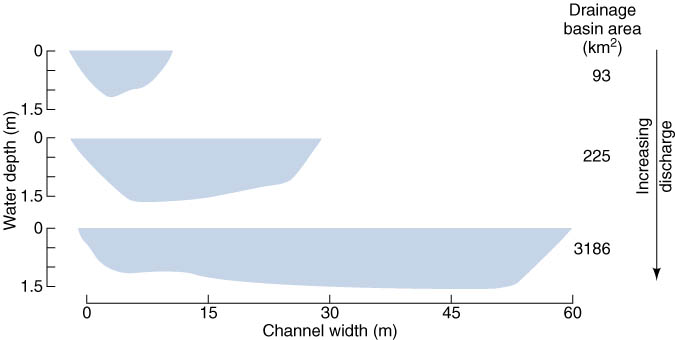 Drainage
basin area
(km²)
0
1.5
93
0
1.5
225
0
1.5
3186
Water depth (m)
Increasing
discharge
0 15 30 45 60
Channel width (m)